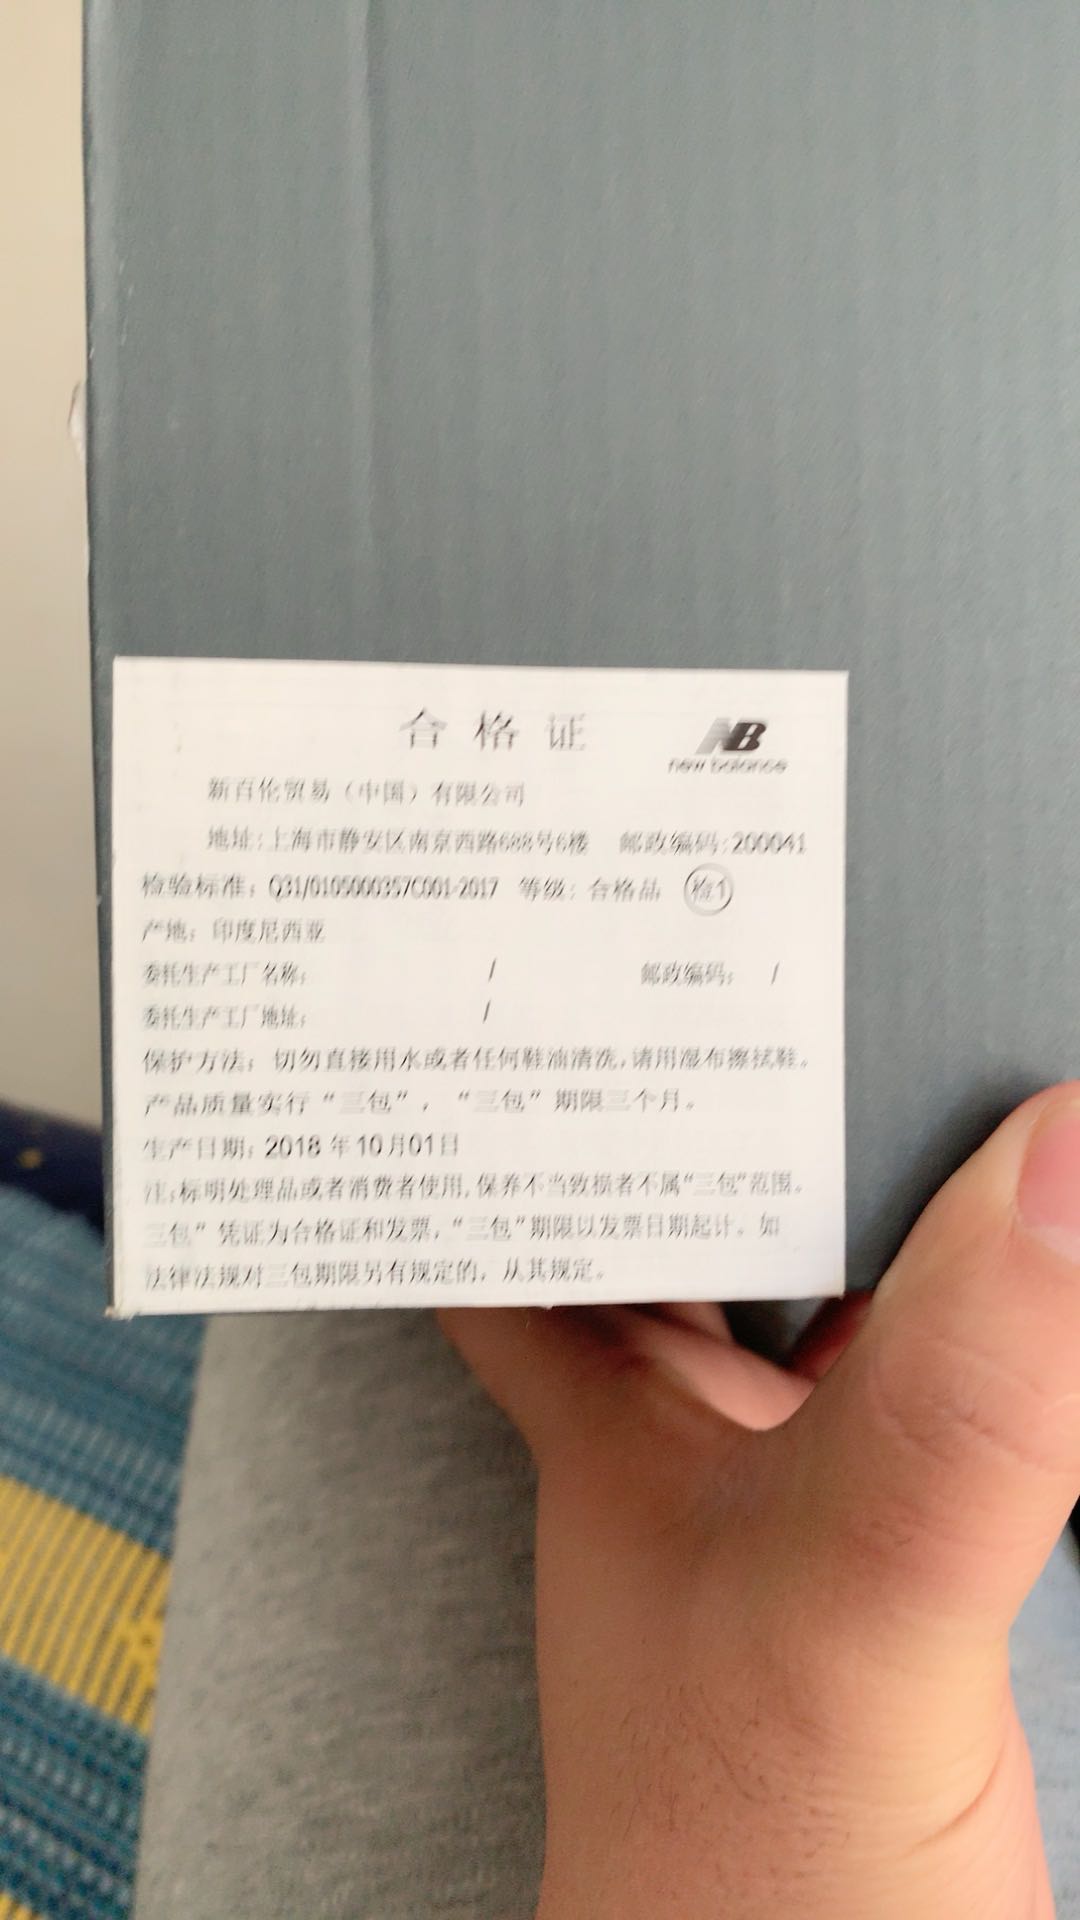 合格证
NB
new balance
新百伦贸易（中国）有限公司
地址:上海市静安区南京西路688号6楼 邮政编码:200041
检验标准：Q31/0105000357C001-2017 等级：合格品 检1
产地：印度尼西亚
委托生产工厂名称： / 邮政编码： /
委托生产工厂地址： /
保护方法：切勿直接用水或者任何鞋油清洗,请用湿布擦拭鞋。
产品质量实行“三包”，“三包”期限三个月。
生产日期：2018年10月01日
注:标明处理品或者消费者使用,保养不当致损者不属“三包”范围。
三包”凭证为合格证和发票,“三包”期限以发票日期起计。如
法律法规对三包期限另有规定的，从其规定。